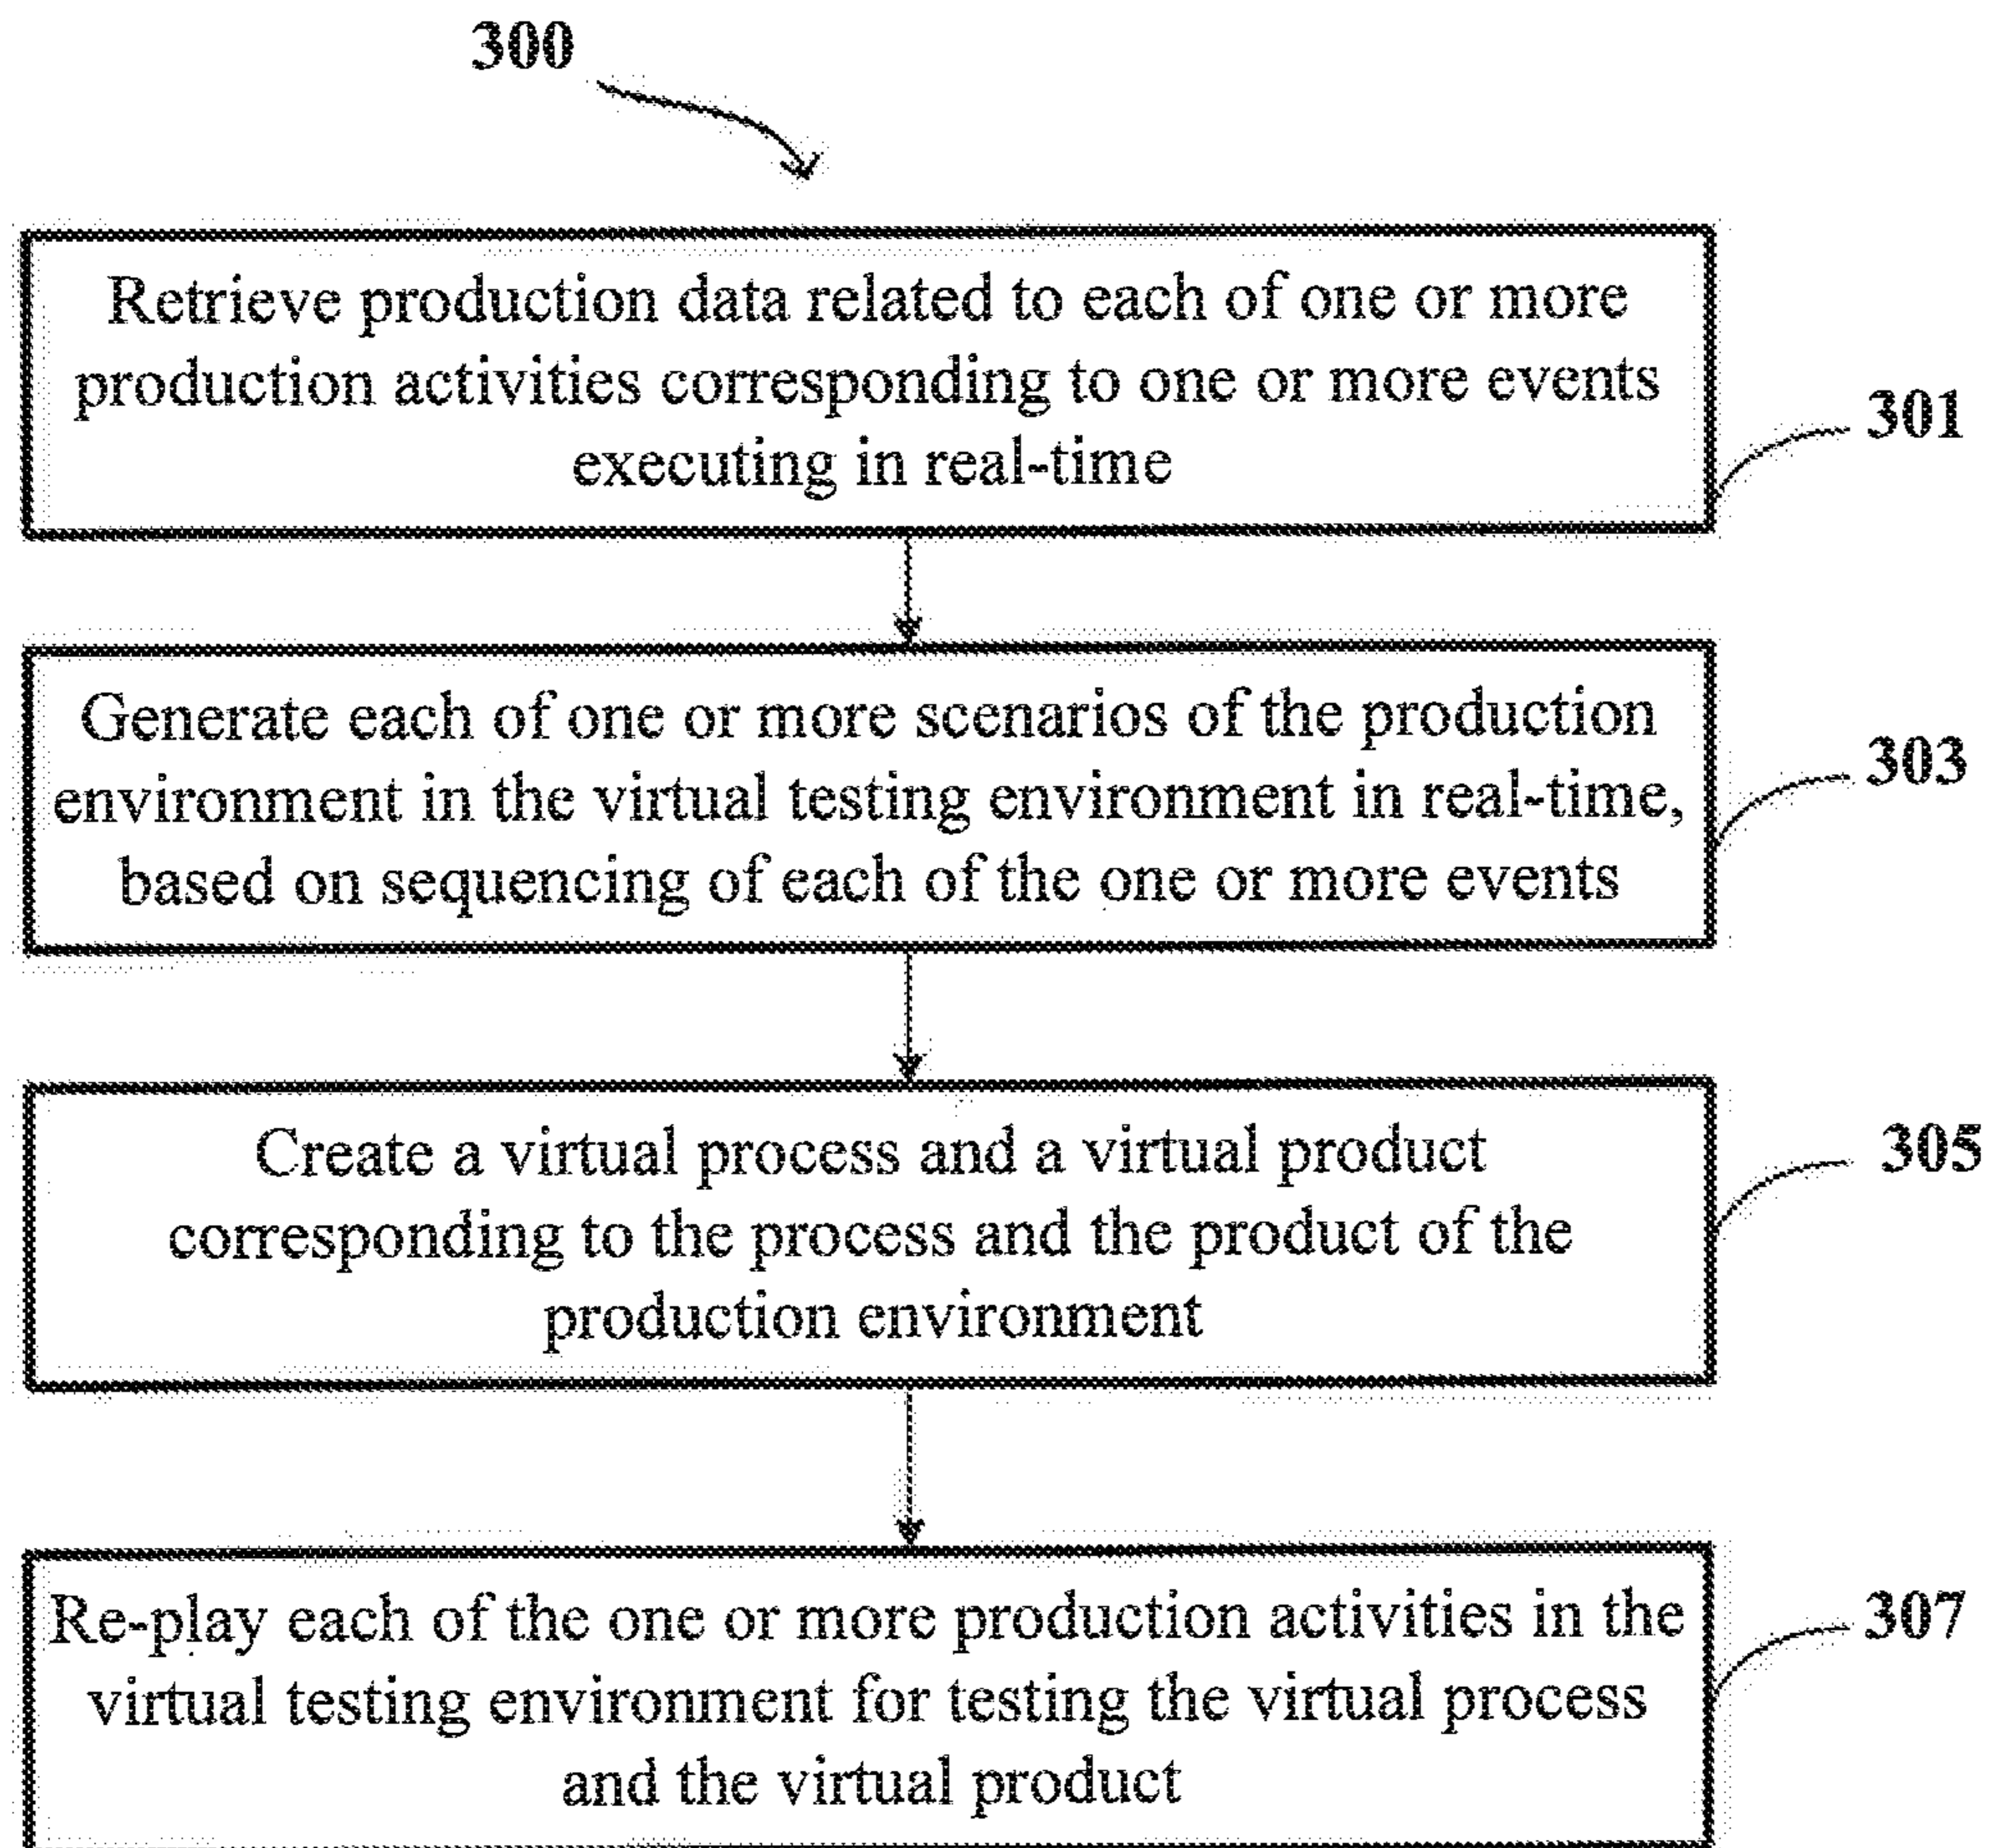 300
Retrieve production data related to each of one or more
production activities corresponding to one or more events
executing in real-time
301
Generate each of one or more scenarios of the production
environment in the virtual testing environment in real-time,
based on sequencing of each of the one or more events
303
Create a virtual process and a virtual product
corresponding to the process and the product of the
production environment
305
Re-play each of the one or more production activities in the
virtual testing environment for testing the virtual process
and the virtual product
307